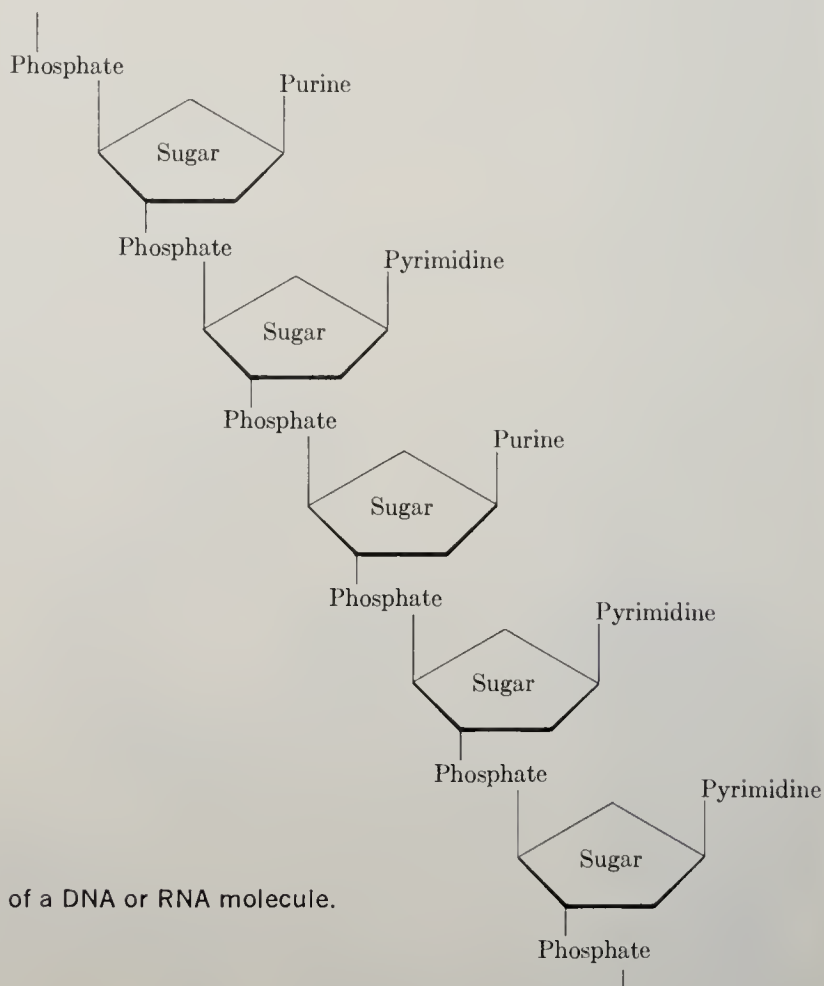 Phosphate
Purine
Sugar
Phosphate
Pyrimidine
Sugar
Phosphate
Purine
Sugar
Phosphate
Pyrimidine
Sugar
Phosphate
Pyrimidine
Sugar
of a DNA or RNA molecule.
Phosphate